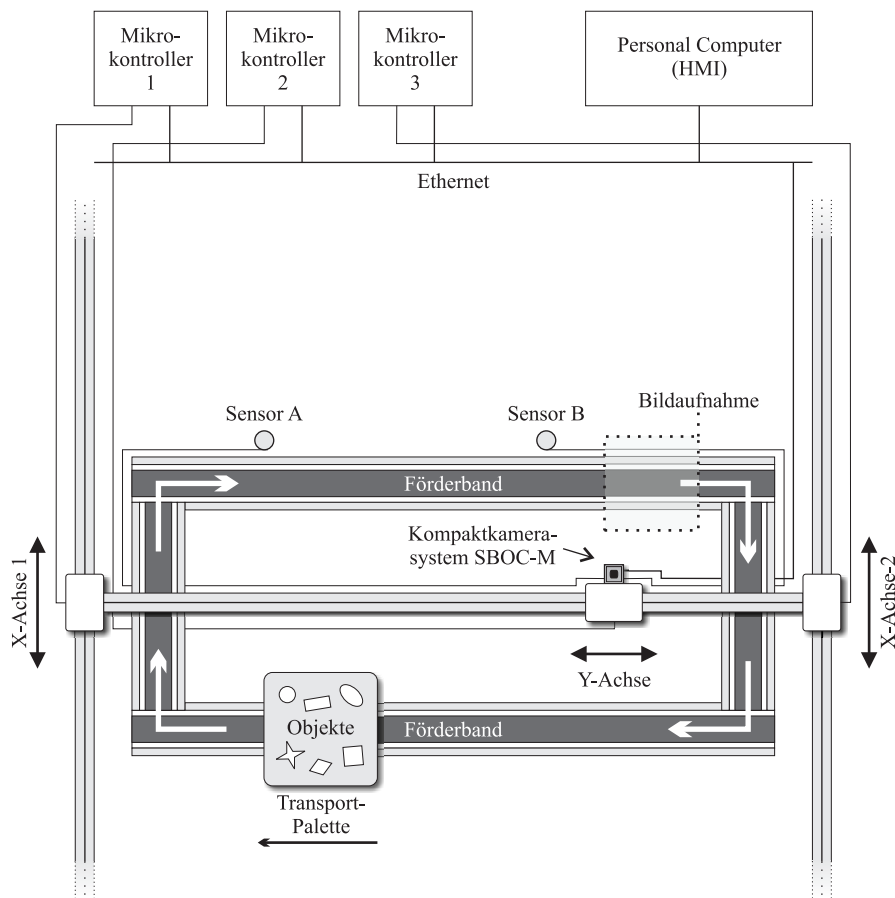 Mikro-
kontroller
1
Mikro-
kontroller
2
Mikro-
kontroller
3
Personal Computer
(HMI)
Ethernet
Sensor A
Sensor B
Bildaufnahme
Förderband
Kompaktkamera-
system SBOC-M
X-Achse 1
X-Achse-2
Y-Achse
Objekte
Förderband
Transport-
Palette